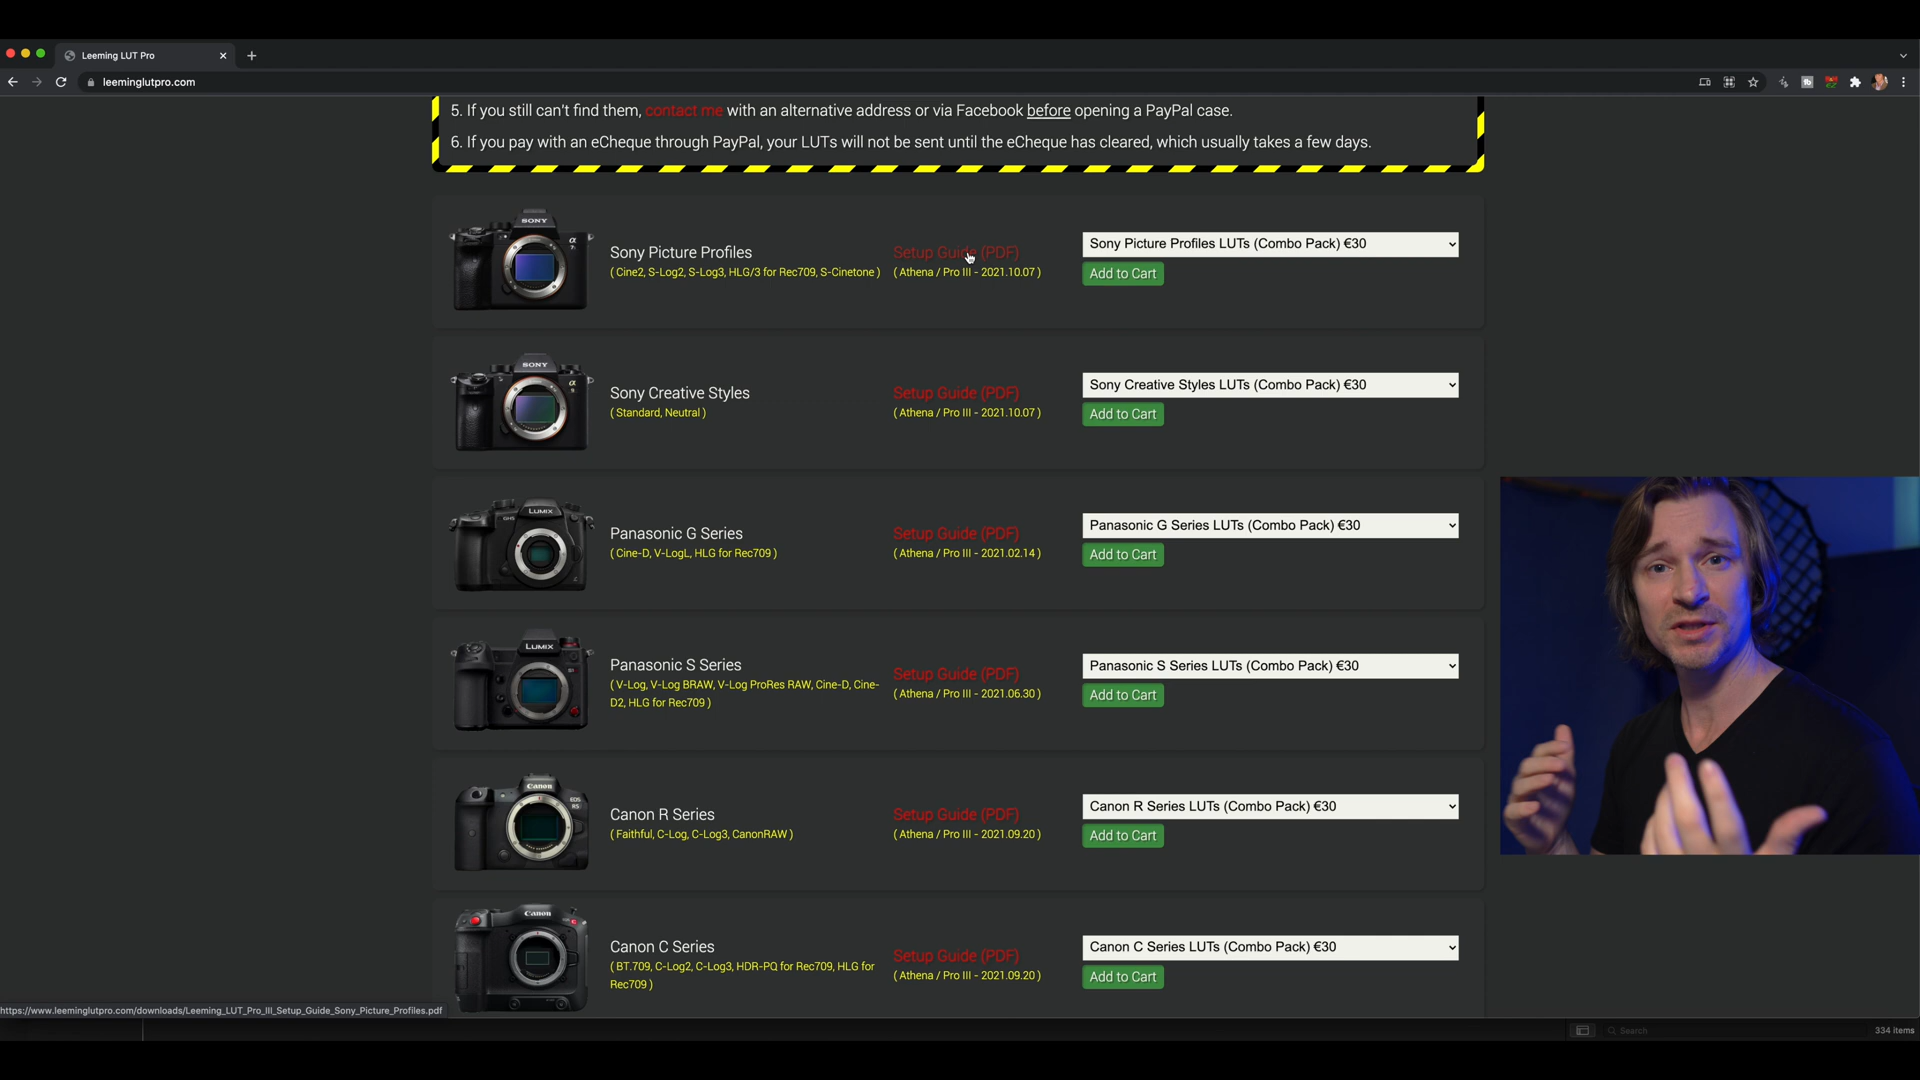 Leeming LUT Pro
leeminglutpro.com
5. If you still can't find them, contact me with an alternative address or via Facebook before opening a PayPal case.
6. If you pay with an eCheque through PayPal, your LUTs will not be sent until the eCheque has cleared, which usually takes a few days.
SONY
Sony Picture Profiles
( Cine2, S-Log2, S-Log3, HLG/3 for Rec709, S-Cinetone )
Setup Guide (PDF)
( Athena / Pro III - 2021.10.07 )
Sony Picture Profiles LUTs (Combo Pack) €30
Add to Cart
SONY
Sony Creative Styles
( Standard, Neutral )
Setup Guide (PDF)
( Athena / Pro III - 2021.10.07 )
Sony Creative Styles LUTs (Combo Pack) €30
Add to Cart
LUMIX
GH5
Panasonic G Series
( Cine-D, V-LogL, HLG for Rec709 )
Setup Guide (PDF)
( Athena / Pro III - 2021.02.14 )
Panasonic G Series LUTs (Combo Pack) €30
Add to Cart
LUMIX
Panasonic S Series
( V-Log, V-Log BRAW, V-Log ProRes RAW, Cine-D, Cine-
D2, HLG for Rec709 )
Setup Guide (PDF)
( Athena / Pro III - 2021.06.30 )
Panasonic S Series LUTs (Combo Pack) €30
Add to Cart
Canon
EOS
R5
Canon R Series
( Faithful, C-Log, C-Log3, CanonRAW )
Setup Guide (PDF)
( Athena / Pro III - 2021.09.20 )
Canon R Series LUTs (Combo Pack) €30
Add to Cart
Canon
Canon C Series
( BT.709, C-Log2, C-Log3, HDR-PQ for Rec709, HLG for
Rec709 )
Setup Guide (PDF)
( Athena / Pro III - 2021.09.20 )
Canon C Series LUTs (Combo Pack) €30
Add to Cart
https://www.leeminglutpro.com/downloads/Leeming_LUT_Pro_III_Setup_Guide_Sony_Picture_Profiles.pdf
Search
334 items